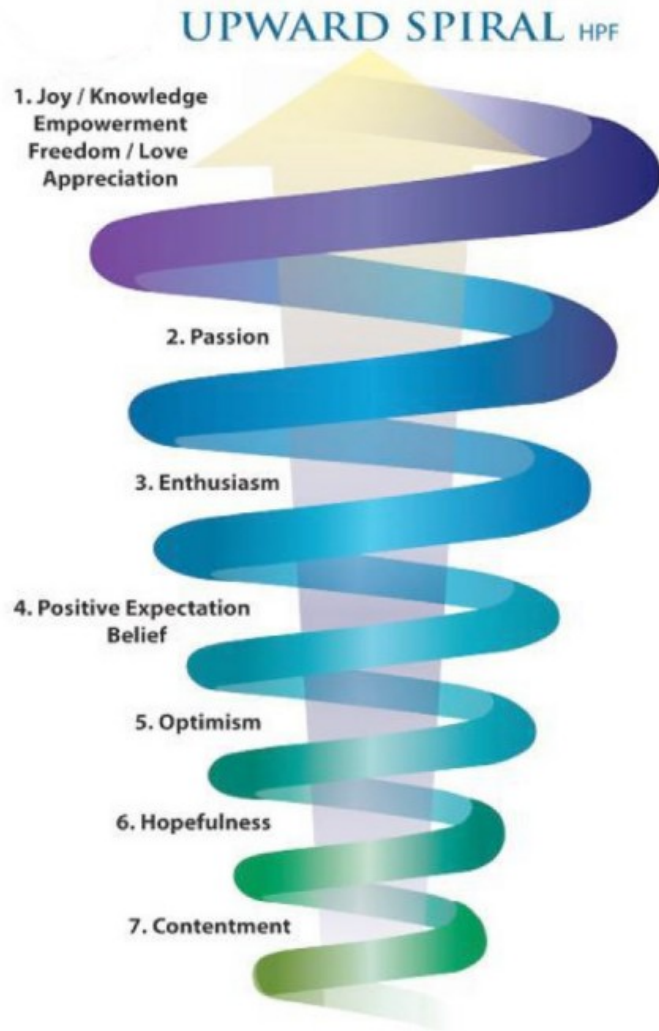 UPWARD SPIRAL HPF
1. Joy / Knowledge
Empowerment
Freedom / Love
Appreciation
2. Passion
3. Enthusiasm
4. Positive Expectation
Belief
5. Optimism
6. Hopefulness
7. Contentment